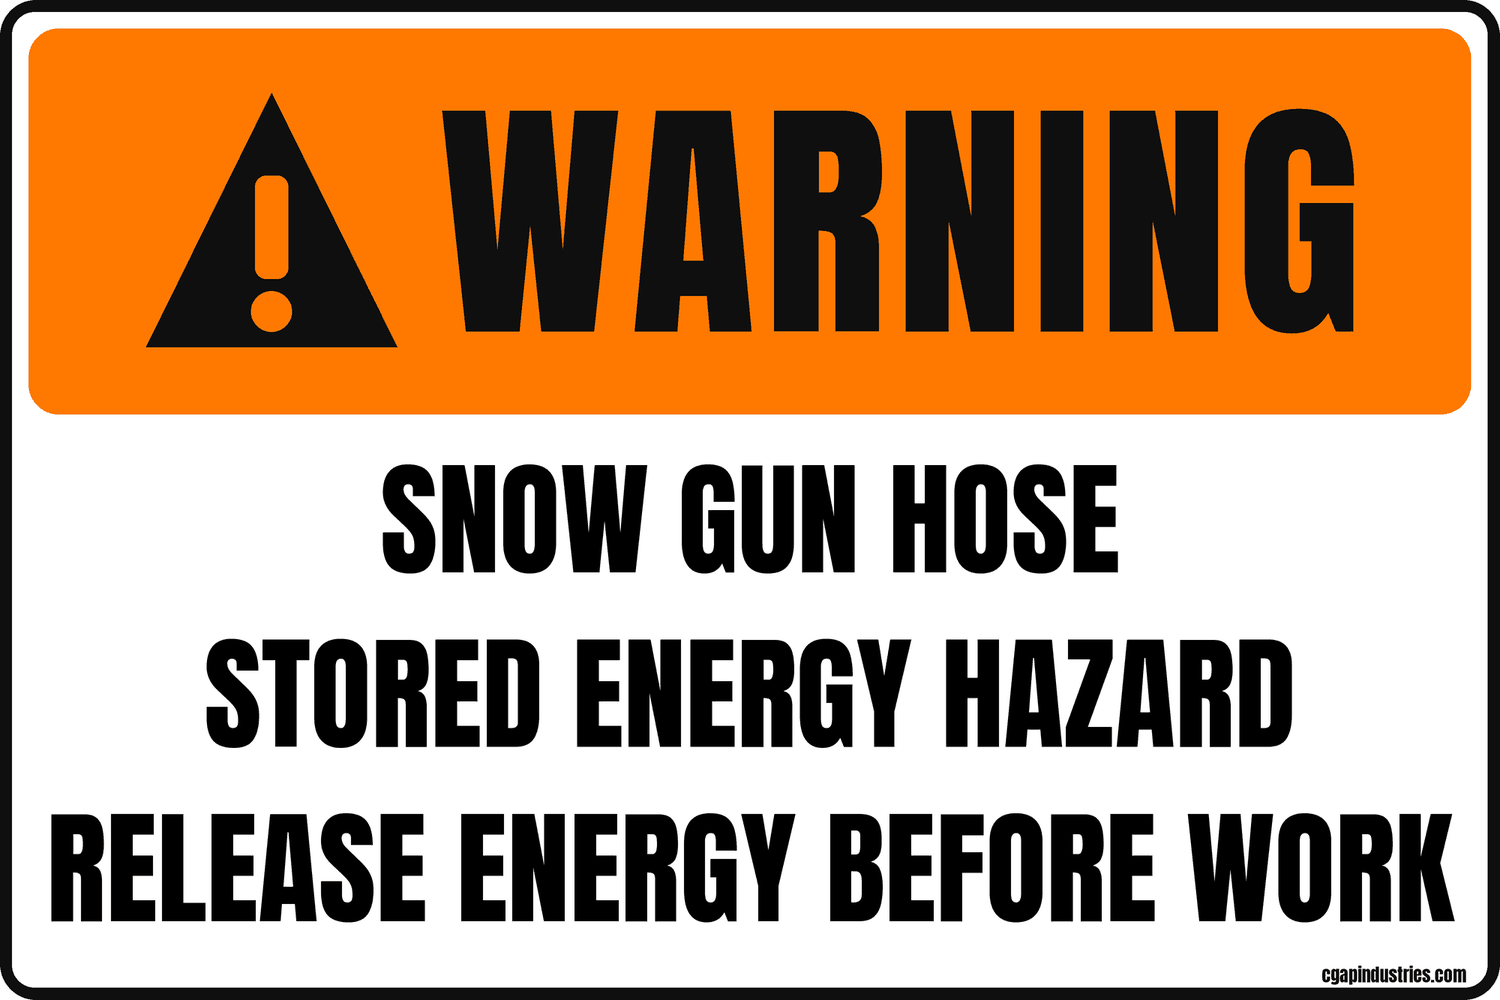 WARNING
SNOW GUN HOSE
STORED ENERGY HAZARD
RELEASE ENERGY BEFORE WORK
cgapindustries.com